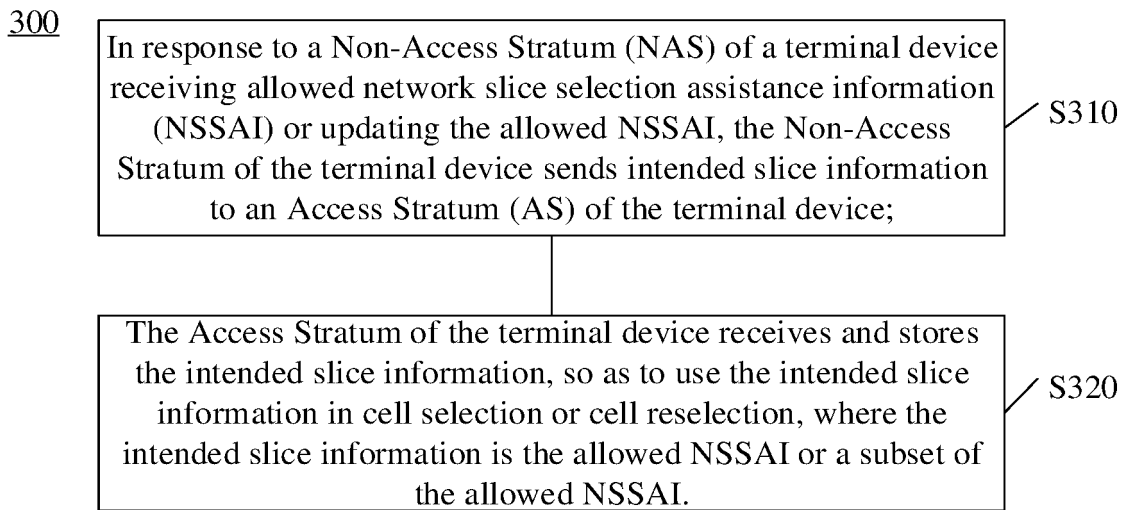 300
In response to a Non-Access Stratum (NAS) of a terminal device
receiving allowed network slice selection assistance information
(NSSAI) or updating the allowed NSSAI, the Non-Access
Stratum of the terminal device sends intended slice information
to an Access Stratum (AS) of the terminal device;
S310
The Access Stratum of the terminal device receives and stores
the intended slice information, so as to use the intended slice
information in cell selection or cell reselection, where the
intended slice information is the allowed NSSAI or a subset of
the allowed NSSAI.
S320